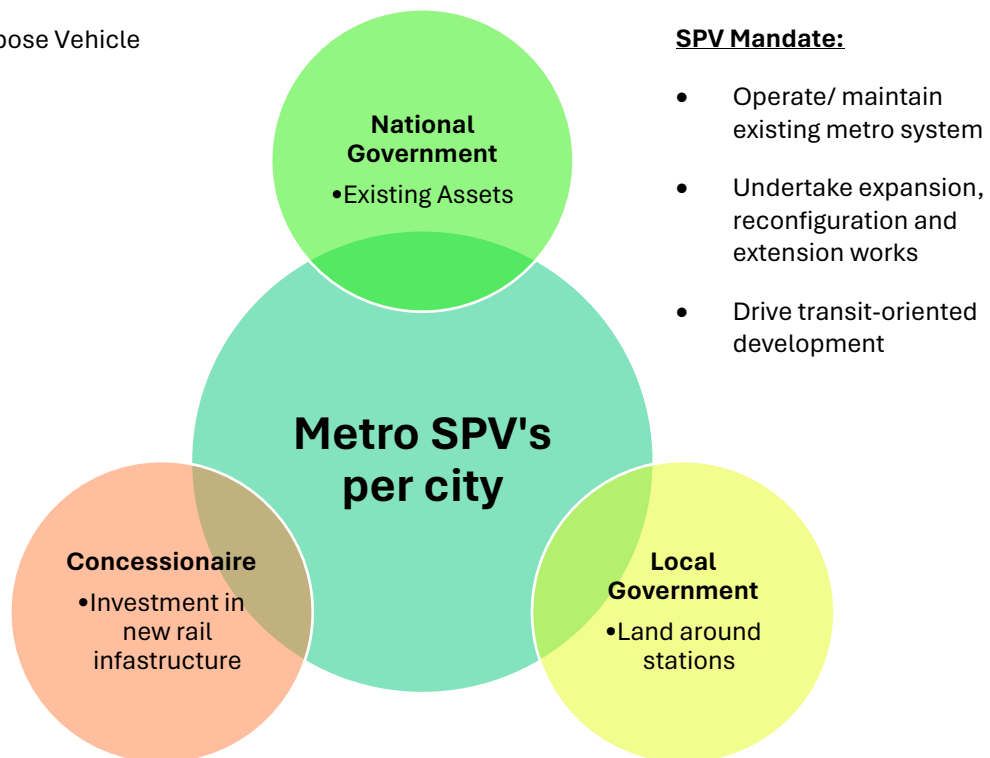 pose Vehicle
SPV Mandate:
• Operate/ maintain
existing metro system
• Undertake expansion,
reconfiguration and
extension works
• Drive transit-oriented
development
National
Government
•Existing Assets
Metro SPV's
per city
Concessionaire
•Investment in
new rail
infastructure
Local
Government
•Land around
stations